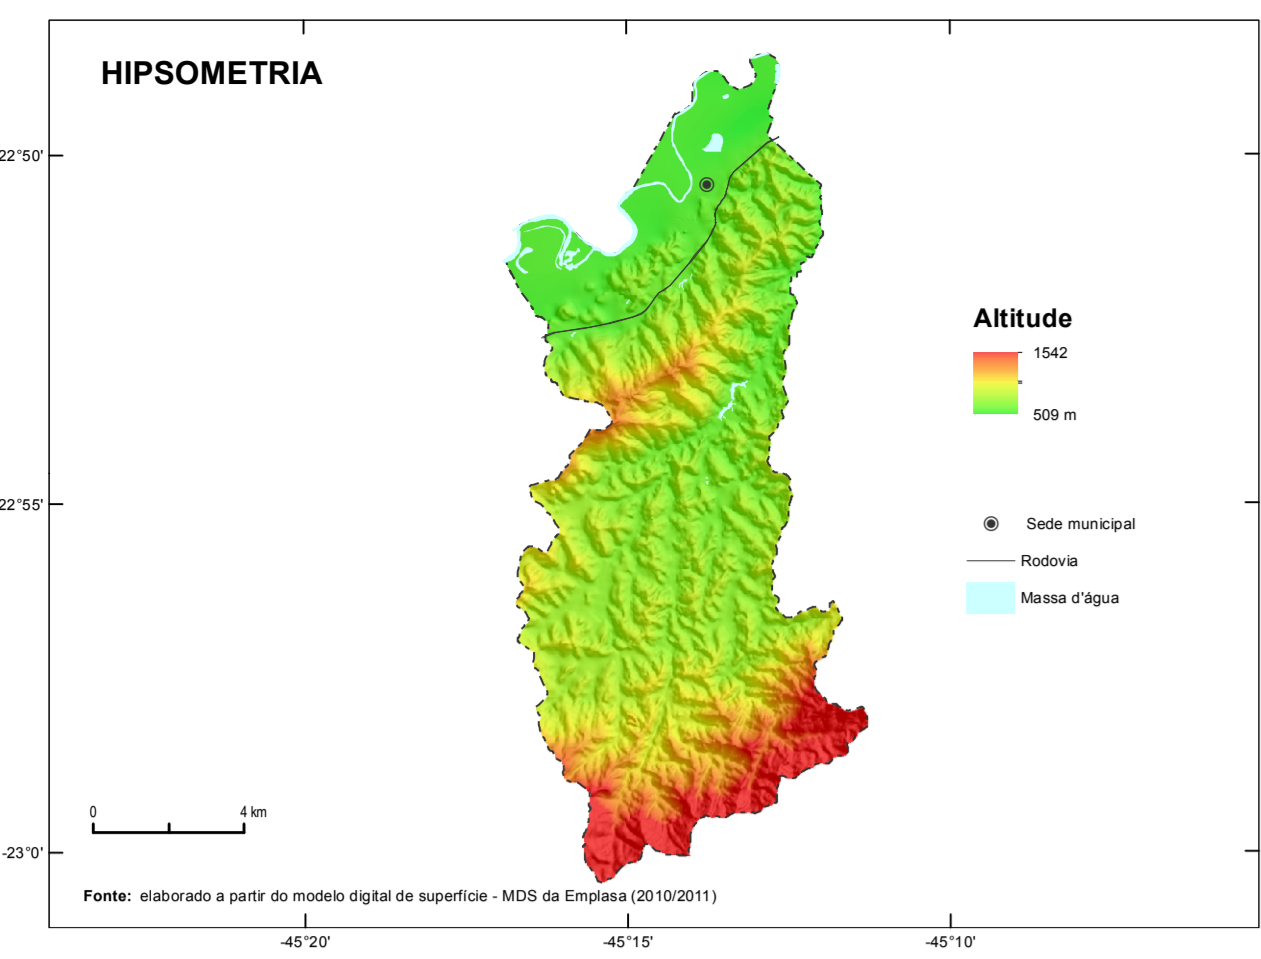 HIPSOMETRIA
22°50'
Altitude
1542
509 m
22°55'
Sede municipal
Rodovia
Massa d'água
0 4 km
-23°0'
Fonte: elaborado a partir do modelo digital de superfície - MDS da Emplasa (2010/2011)
-45°20' -45°15' -45°10'